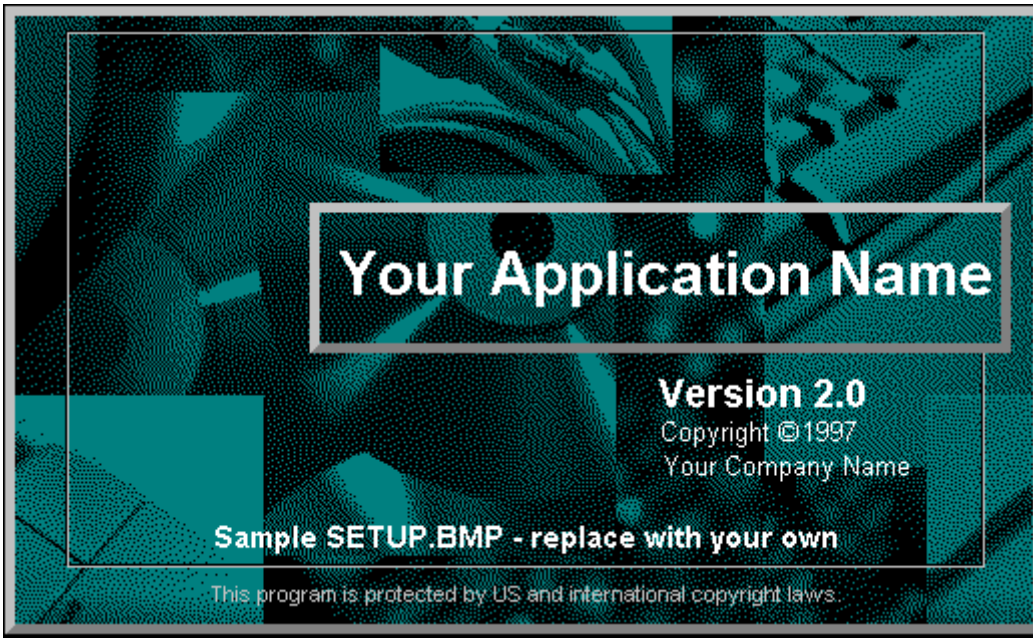 Your Application Name
Version 2.0
Copyright ©1997
Your Company Name
Sample SETUP.BMP - replace with your own
This program is protected by US and international copyright laws.